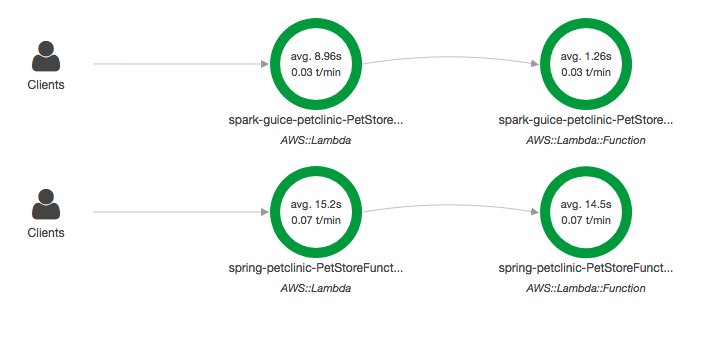 avg. 8.96s
0.03 t/min
avg. 1.26s
0.03 t/min
Clients
spark-guice-petclinic-PetStore...
spark-guice-petclinic-PetStore...
AWS::Lambda
AWS::Lambda::Function
avg. 15.2s
0.07 t/min
avg. 14.5s
0.07 t/min
Clients
spring-petclinic-PetStoreFunct...
spring-petclinic-PetStoreFunct...
AWS::Lambda
AWS::Lambda::Function